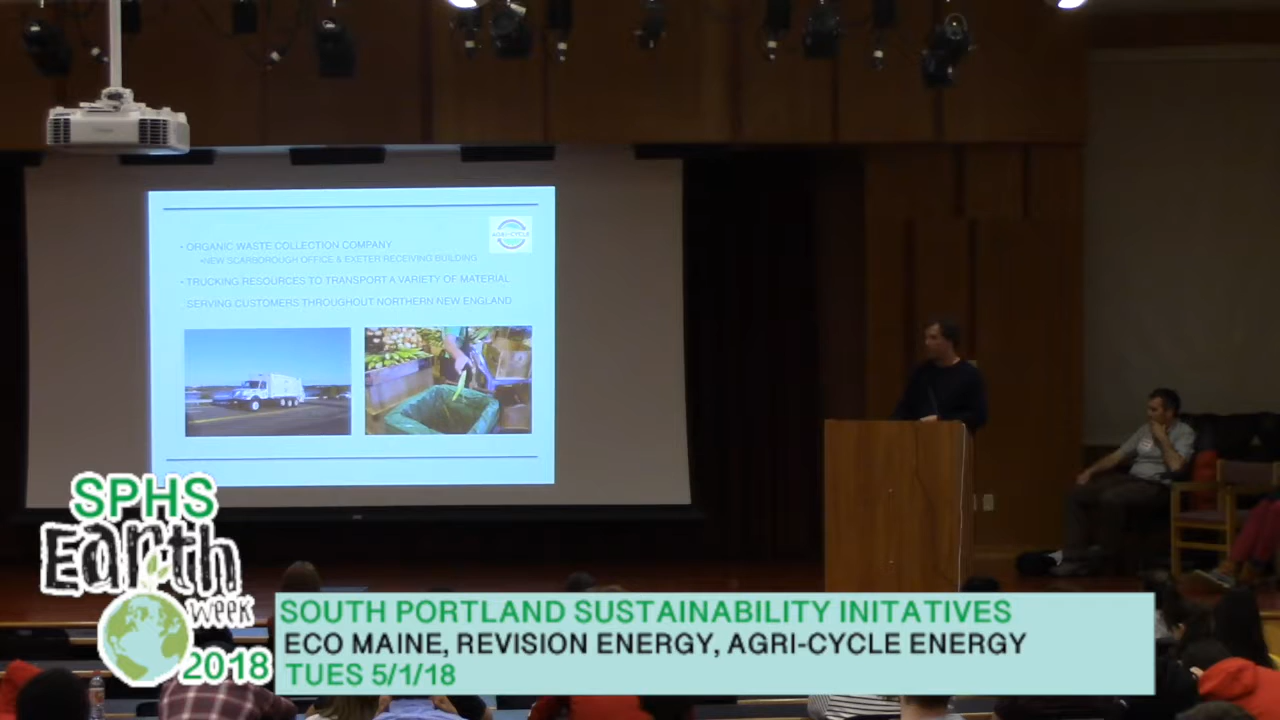 AGRI-CYCLE
• ORGANIC WASTE COLLECTION COMPANY
•NEW SCARBOROUGH OFFICE & EXETER RECEIVING BUILDING
• TRUCKING RESOURCES TO TRANSPORT A VARIETY OF MATERIAL
SERVING CUSTOMERS THROUGHOUT NORTHERN NEW ENGLAND
SPHS
Earth
Week
2018
SOUTH PORTLAND SUSTAINABILITY INITATIVES
ECO MAINE, REVISION ENERGY, AGRI-CYCLE ENERGY
TUES 5/1/18